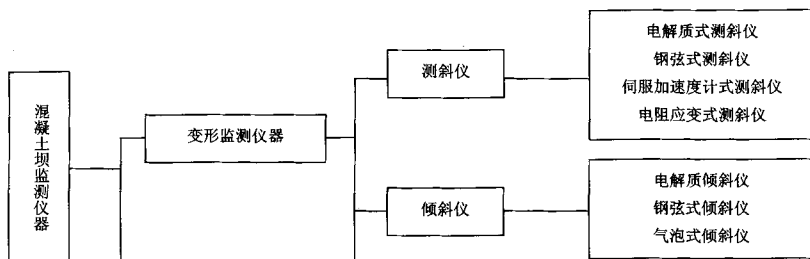 混凝土坝监测仪器
变形监测仪器
测斜仪
电解质式测斜仪
钢弦式测斜仪
伺服加速度计式测斜仪
电阻应变式测斜仪
倾斜仪
电解质倾斜仪
钢弦式倾斜仪
气泡式倾斜仪